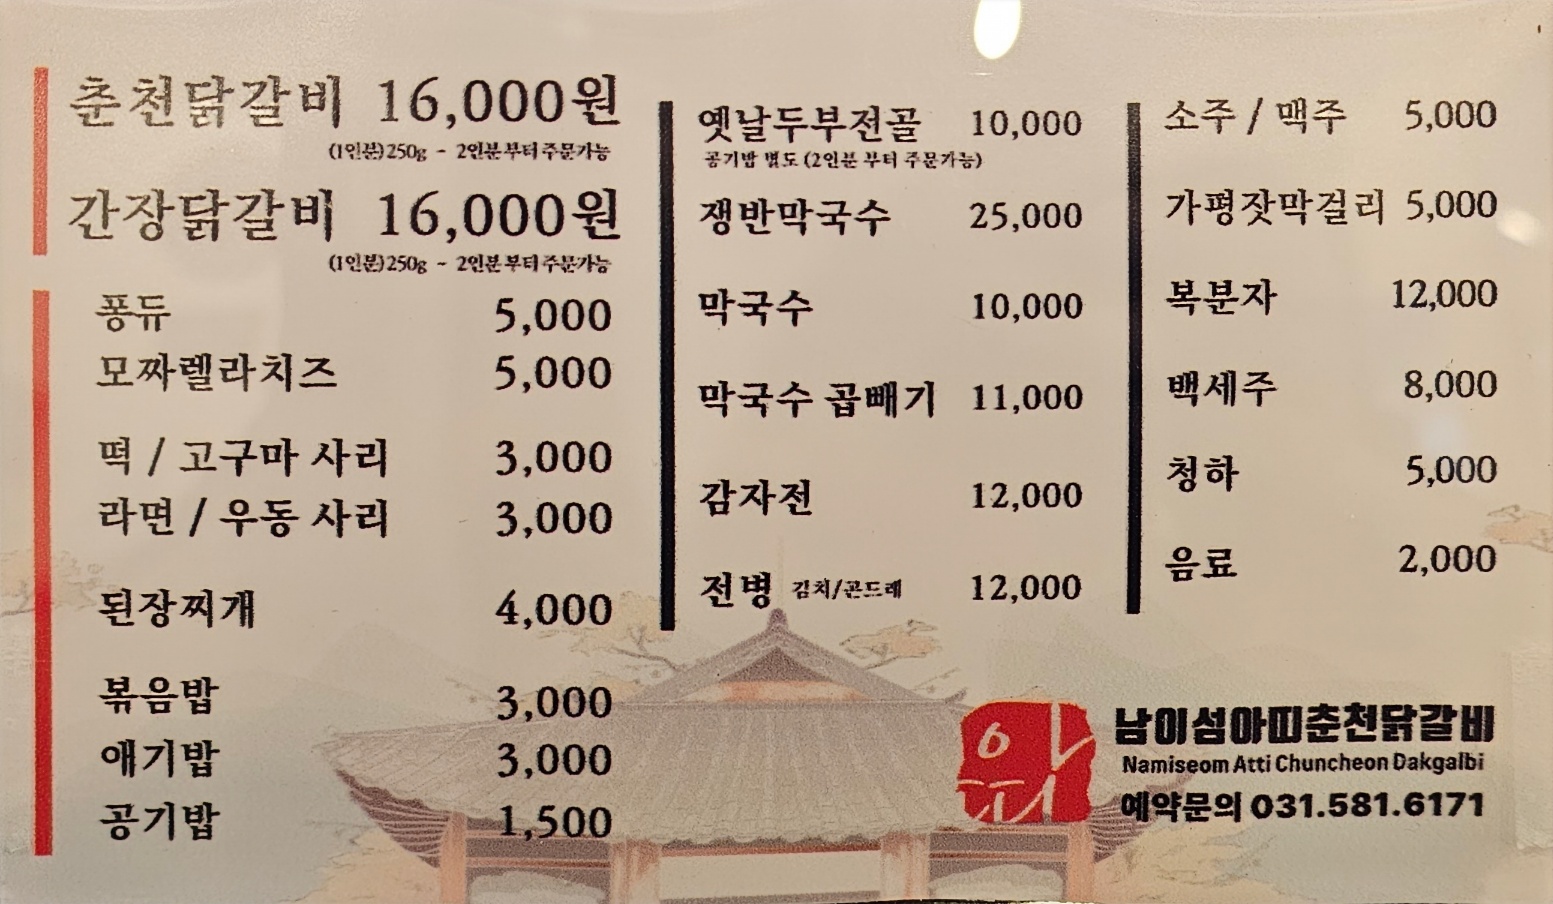 춘천닭갈비 16,000원
(1인분)250g - 2인분부터주문가능
간장닭갈비 16,000원
(1인분)250g - 2인분부터주문가능
퐁듀 5,000
모짜렐라치즈 5,000
떡 / 고구마 사리 3,000
라면 / 우동 사리 3,000
된장찌개 4,000
볶음밥 3,000
애기밥 3,000
공기밥 1,500
옛날두부전골 10,000
공기밥 별도 (2인분 부터 주문가능)
쟁반막국수 25,000
막국수 10,000
막국수 곱빼기 11,000
감자전 12,000
전병 김치/곤드레 12,000
소주 / 맥주 5,000
가평잣막걸리 5,000
복분자 12,000
백세주 8,000
청하 5,000
음료 2,000
아띠
남이섬아띠춘천닭갈비
Namiseom Atti Chuncheon Dakgalbi
예약문의 031.581.6171